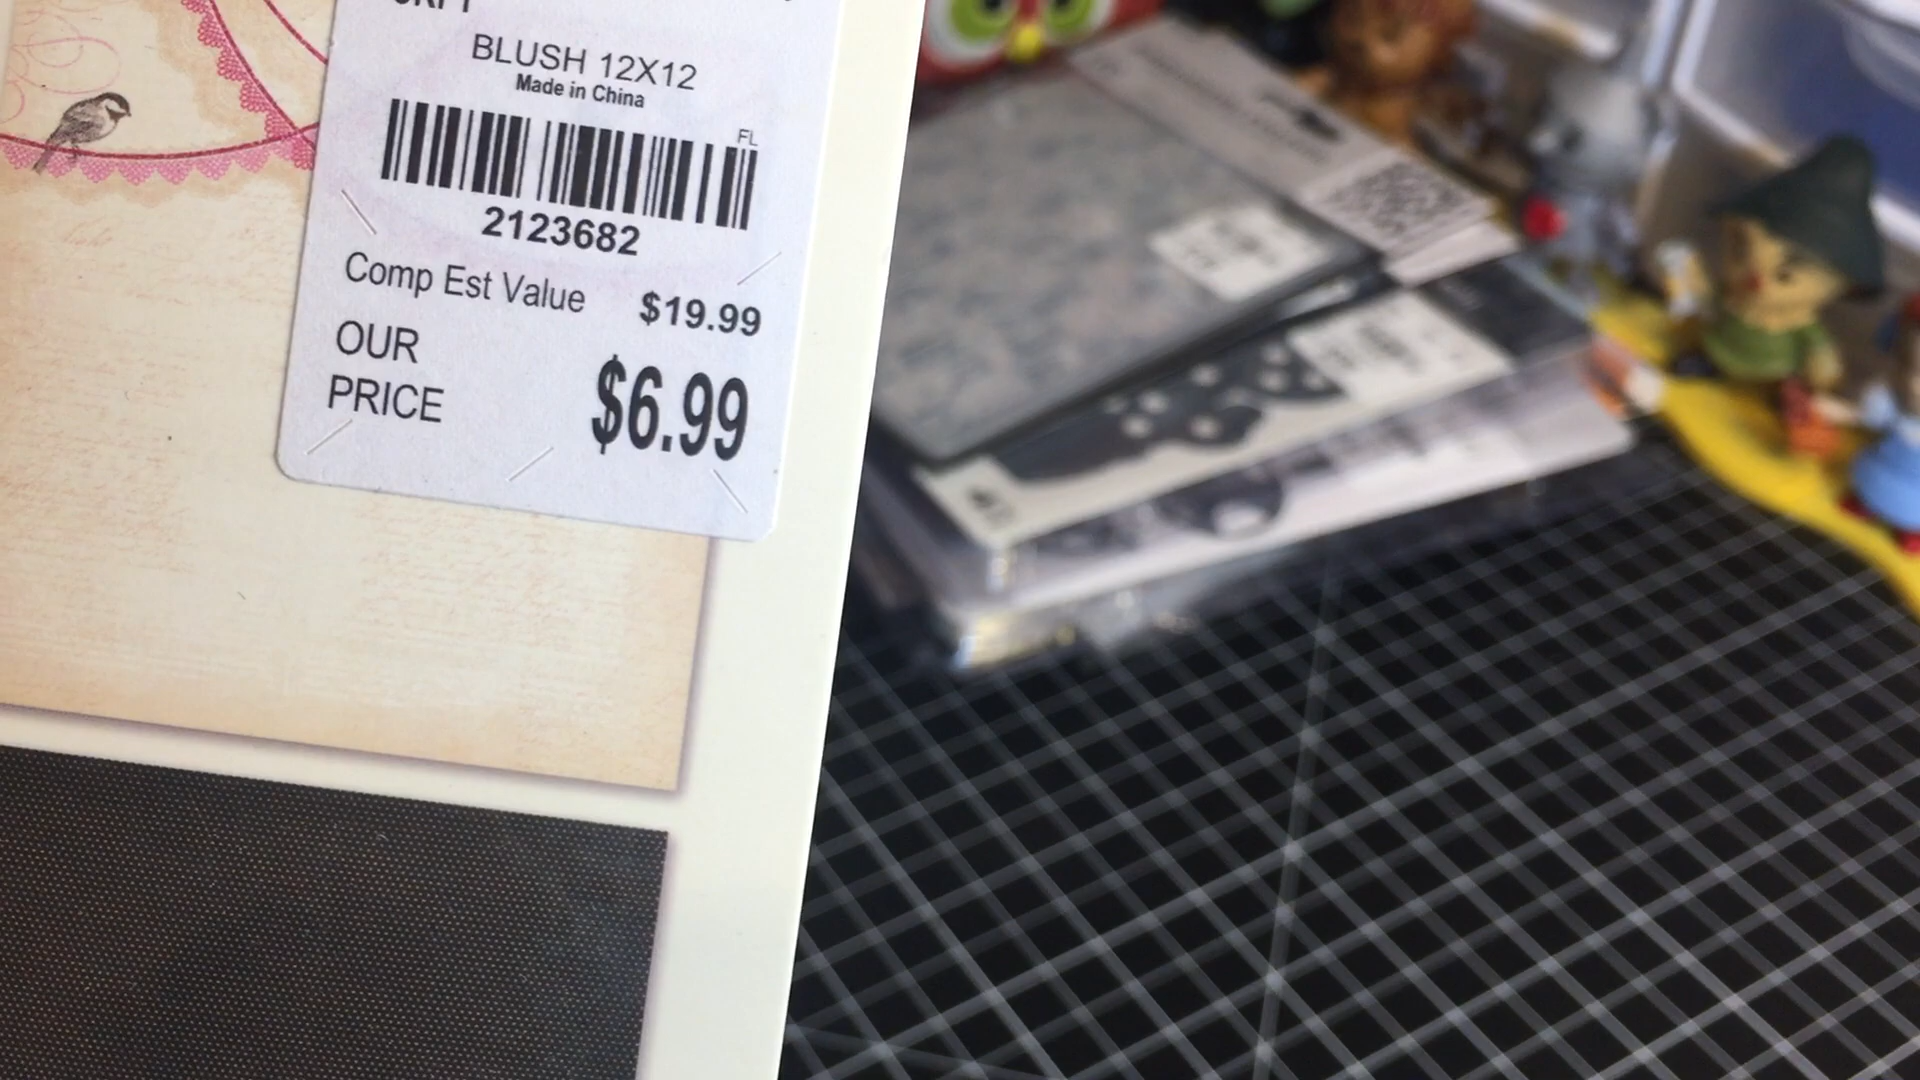 BLUSH 12X12
Made in China
FL
2123682
Comp Est Value $19.99
OUR
PRICE $6.99